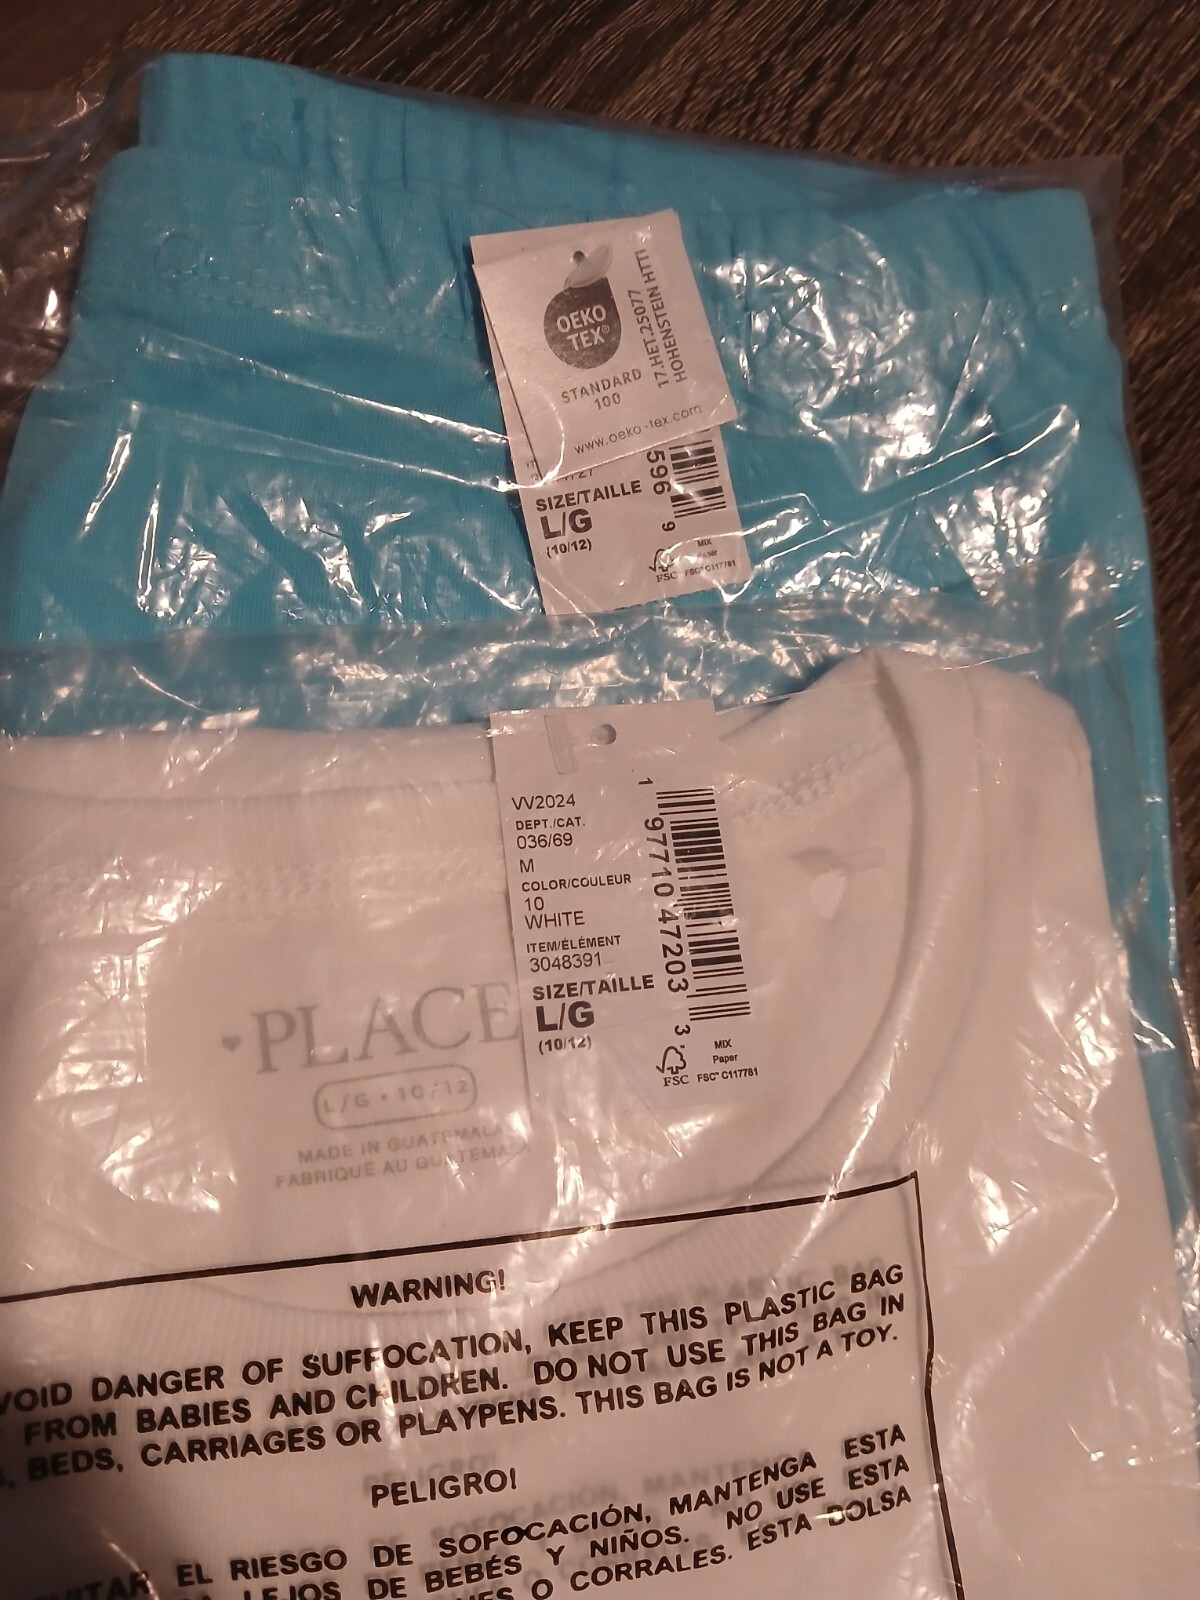 OEKO
TEX®
STANDARD
100
17.HET.25077
HOHENSTEIN HTTI
www.oeko-tex.com
SIZE/TAILLE
L/G
(10/12)
596 9
MIX
FSC
FSC™ C117781
VV2024
DEPT./CAT.
036/69
M
COLOR/COULEUR
10
WHITE
ITEM/ÉLÉMENT
3048391
SIZE/TAILLE
L/G
(10/12)
1 97710 47203 3
MIX
Paper
FSC
FSC™ C117781
PLACE
L/G • 10/12
MADE IN GUATEMALA
FABRIQUÉ AU GUATEMALA
WARNING!
VOID DANGER OF SUFFOCATION, KEEP THIS PLASTIC BAG
FROM BABIES AND CHILDREN. DO NOT USE THIS BAG IN
BEDS, CARRIAGES OR PLAYPENS. THIS BAG IS NOT A TOY.
PELIGRO!
EVITAR EL RIESGO DE SOFOCACIÓN, MANTENGA ESTA
LEJOS DE BEBÉS Y NIÑOS. NO USE ESTA
O CORRALES. ESTA BOLSA